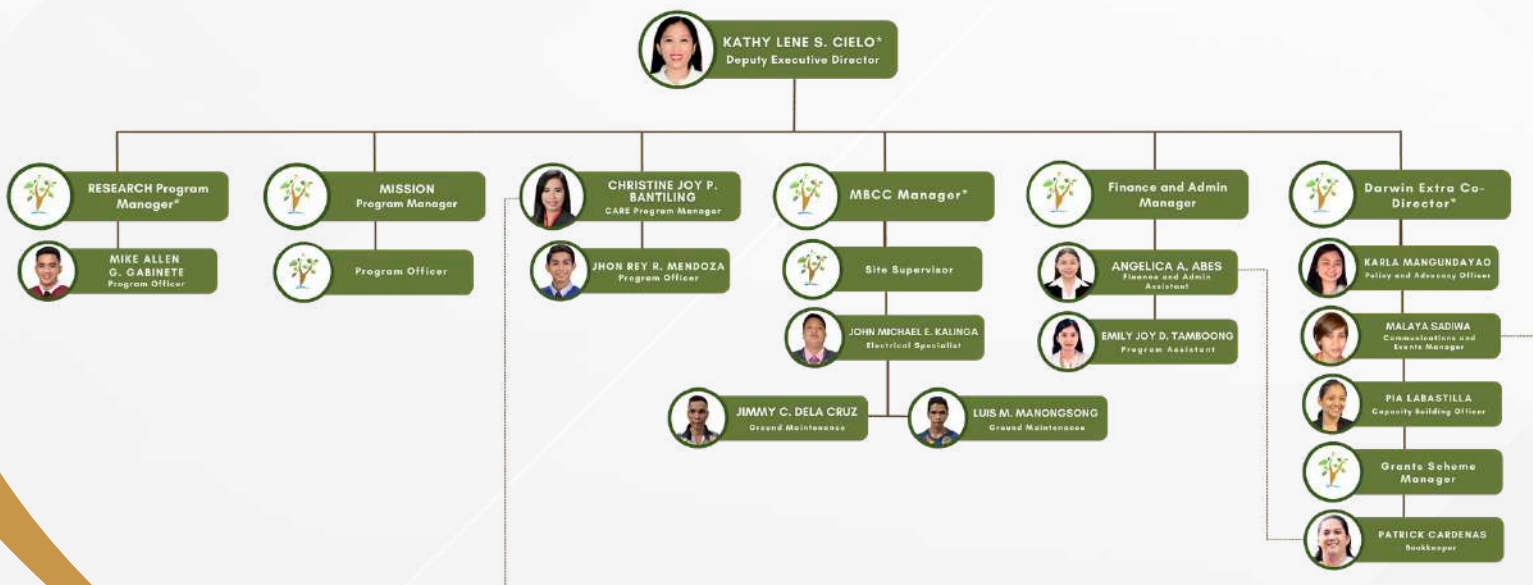 KATHY LENE S. CIELO*
Deputy Executive Director
RESEARCH Program
Manager*
MIKE ALLEN
G. GABINETE
Program Officer
MISSION
Program Manager
Program Officer
CHRISTINE JOY P.
BANTILING
CARE Program Manager
JHON REY R. MENDOZA
Program Officer
MBCC Manager*
Site Supervisor
JOHN MICHAEL E. KALINGA
Electrical Specialist
JIMMY C. DELA CRUZ
Ground Maintenance
LUIS M. MANONGSONG
Ground Maintenance
Finance and Admin
Manager
ANGELICA A. ABES
Finance and Admin
Assistant
EMILY JOY D. TAMBOONG
Program Assistant
Darwin Extra Co-
Director*
KARLA MANGUNDAYAO
Policy and Advocacy Officer
MALAYA SADIWA
Communications and
Events Manager
PIA LABASTILLA
Capacity Building Officer
Grants Scheme
Manager
PATRICK CARDENAS
Bookkeeper